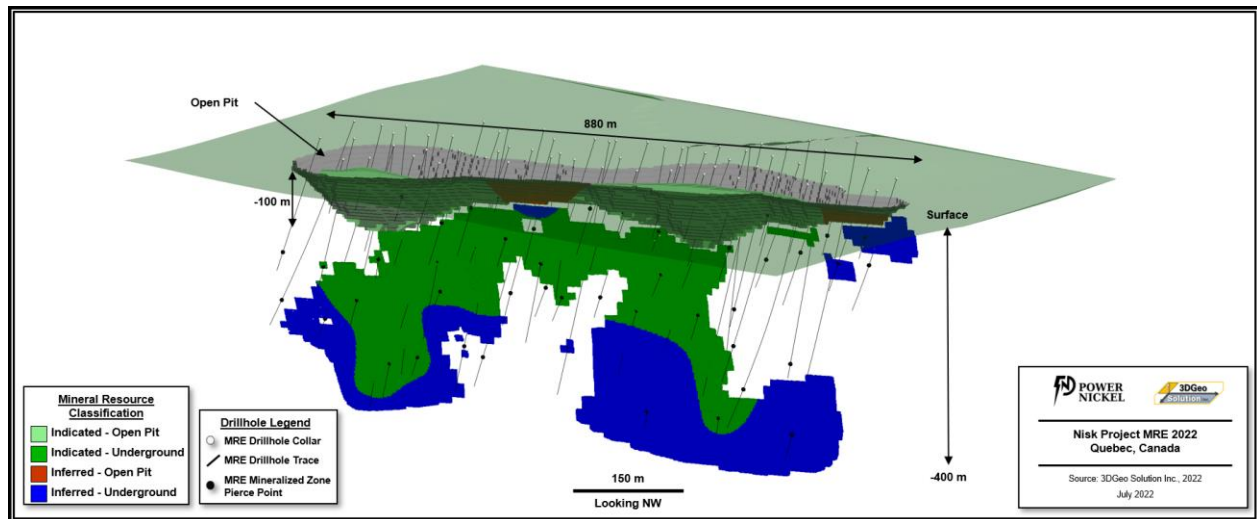 Open Pit
880 m
-100 m
Surface
-400 m
150 m
Looking NW
Mineral Resource
Classification
Indicated - Open Pit
Indicated - Underground
Inferred - Open Pit
Inferred - Underground
Drillhole Legend
MRE Drillhole Collar
MRE Drillhole Trace
MRE Mineralized Zone
Pierce Point
POWER
NICKEL
3DGeo
Solution INC
Nisk Project MRE 2022
Quebec, Canada
Source: 3DGeo Solution Inc., 2022
July 2022